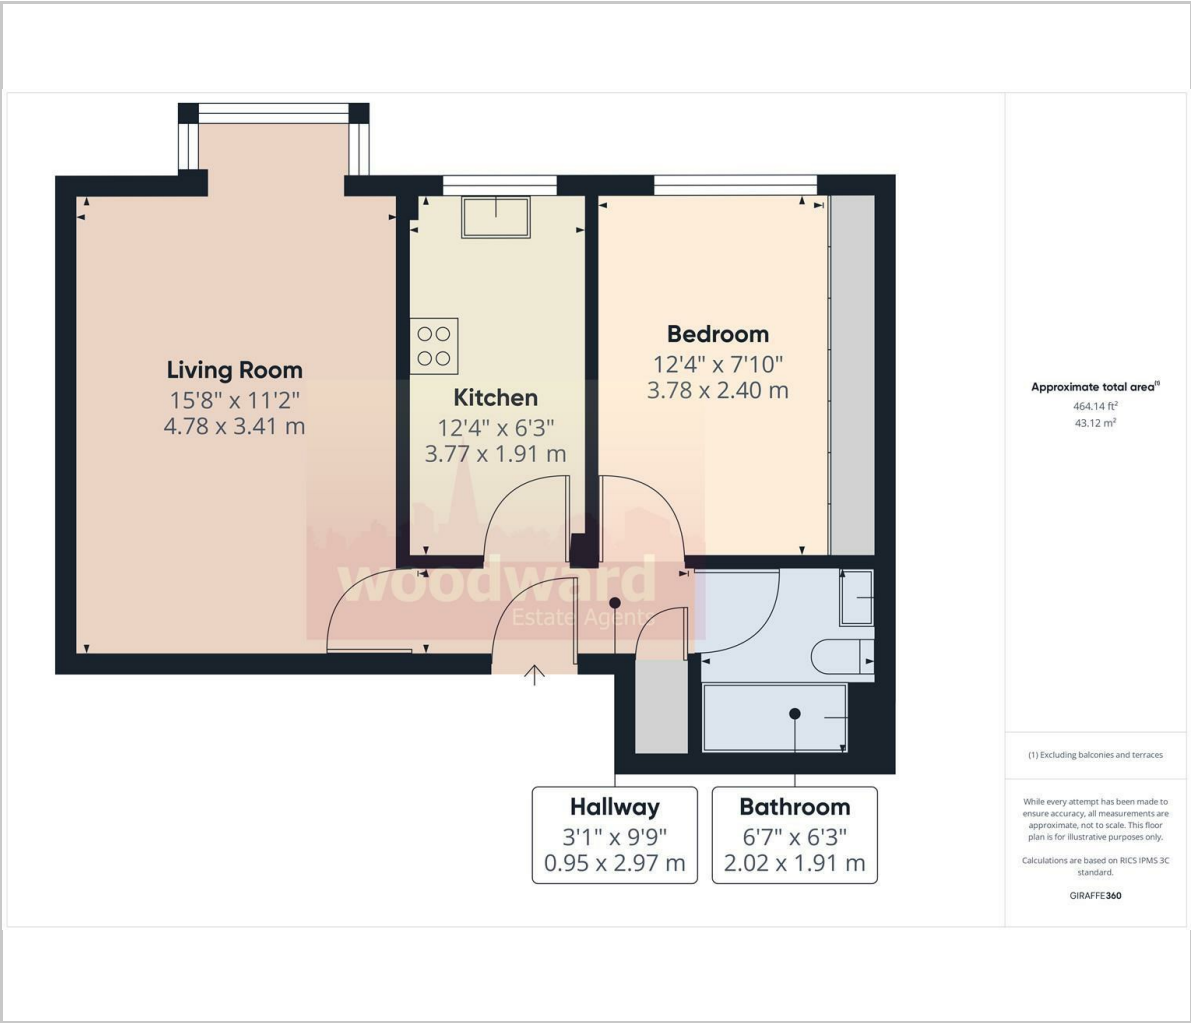 Living Room
15'8" x 11'2"
4.78 x 3.41 m
Kitchen
12'4" x 6'3"
3.77 x 1.91 m
Bedroom
12'4" x 7'10"
3.78 x 2.40 m
woodward
Estate Agents
Hallway
3'1" x 9'9"
0.95 x 2.97 m
Bathroom
6'7" x 6'3"
2.02 x 1.91 m
Approximate total area⁽¹⁾
464.14 ft²
43.12 m²
(1) Excluding balconies and terraces
While every attempt has been made to
ensure accuracy, all measurements are
approximate, not to scale. This floor
plan is for illustrative purposes only.
Calculations are based on RICS IPMS 3C
standard.
GIRAFFE360